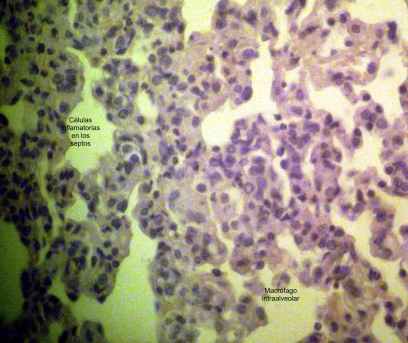 Células
inflamatorias
en los
septos
Macrófago
intraalveolar